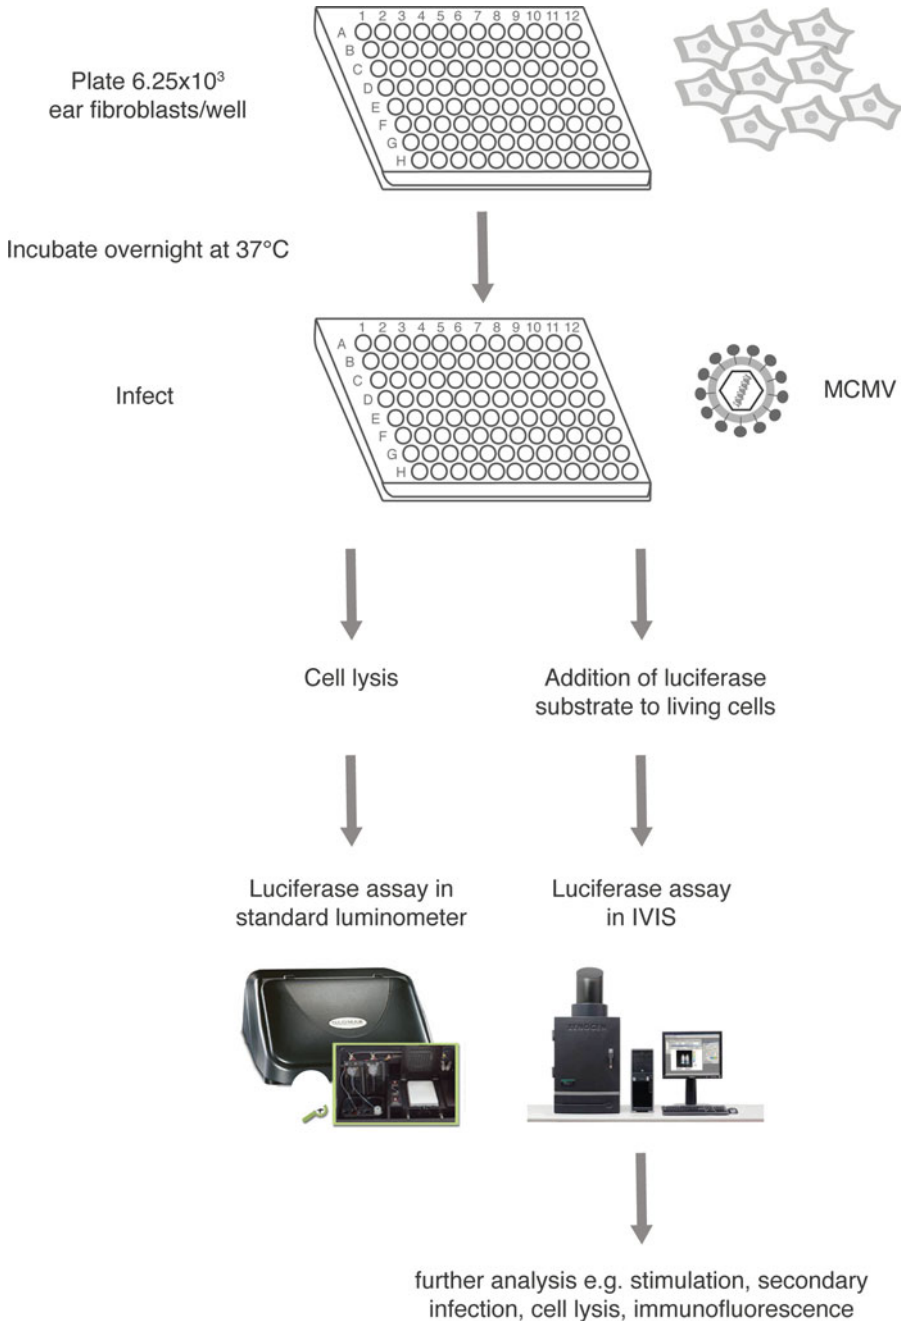 1 2 3 4 5 6 7 8 9 10 11 12
A
B
C
D
E
F
G
H
Plate 6.25x10³
ear fibroblasts/well
Incubate overnight at 37°C
1 2 3 4 5 6 7 8 9 10 11 12
A
B
C
D
E
F
G
H
Infect
MCMV
Cell lysis
Addition of luciferase
substrate to living cells
Luciferase assay in
standard luminometer
Luciferase assay
in IVIS
XENOGEN
further analysis e.g. stimulation, secondary
infection, cell lysis, immunofluorescence